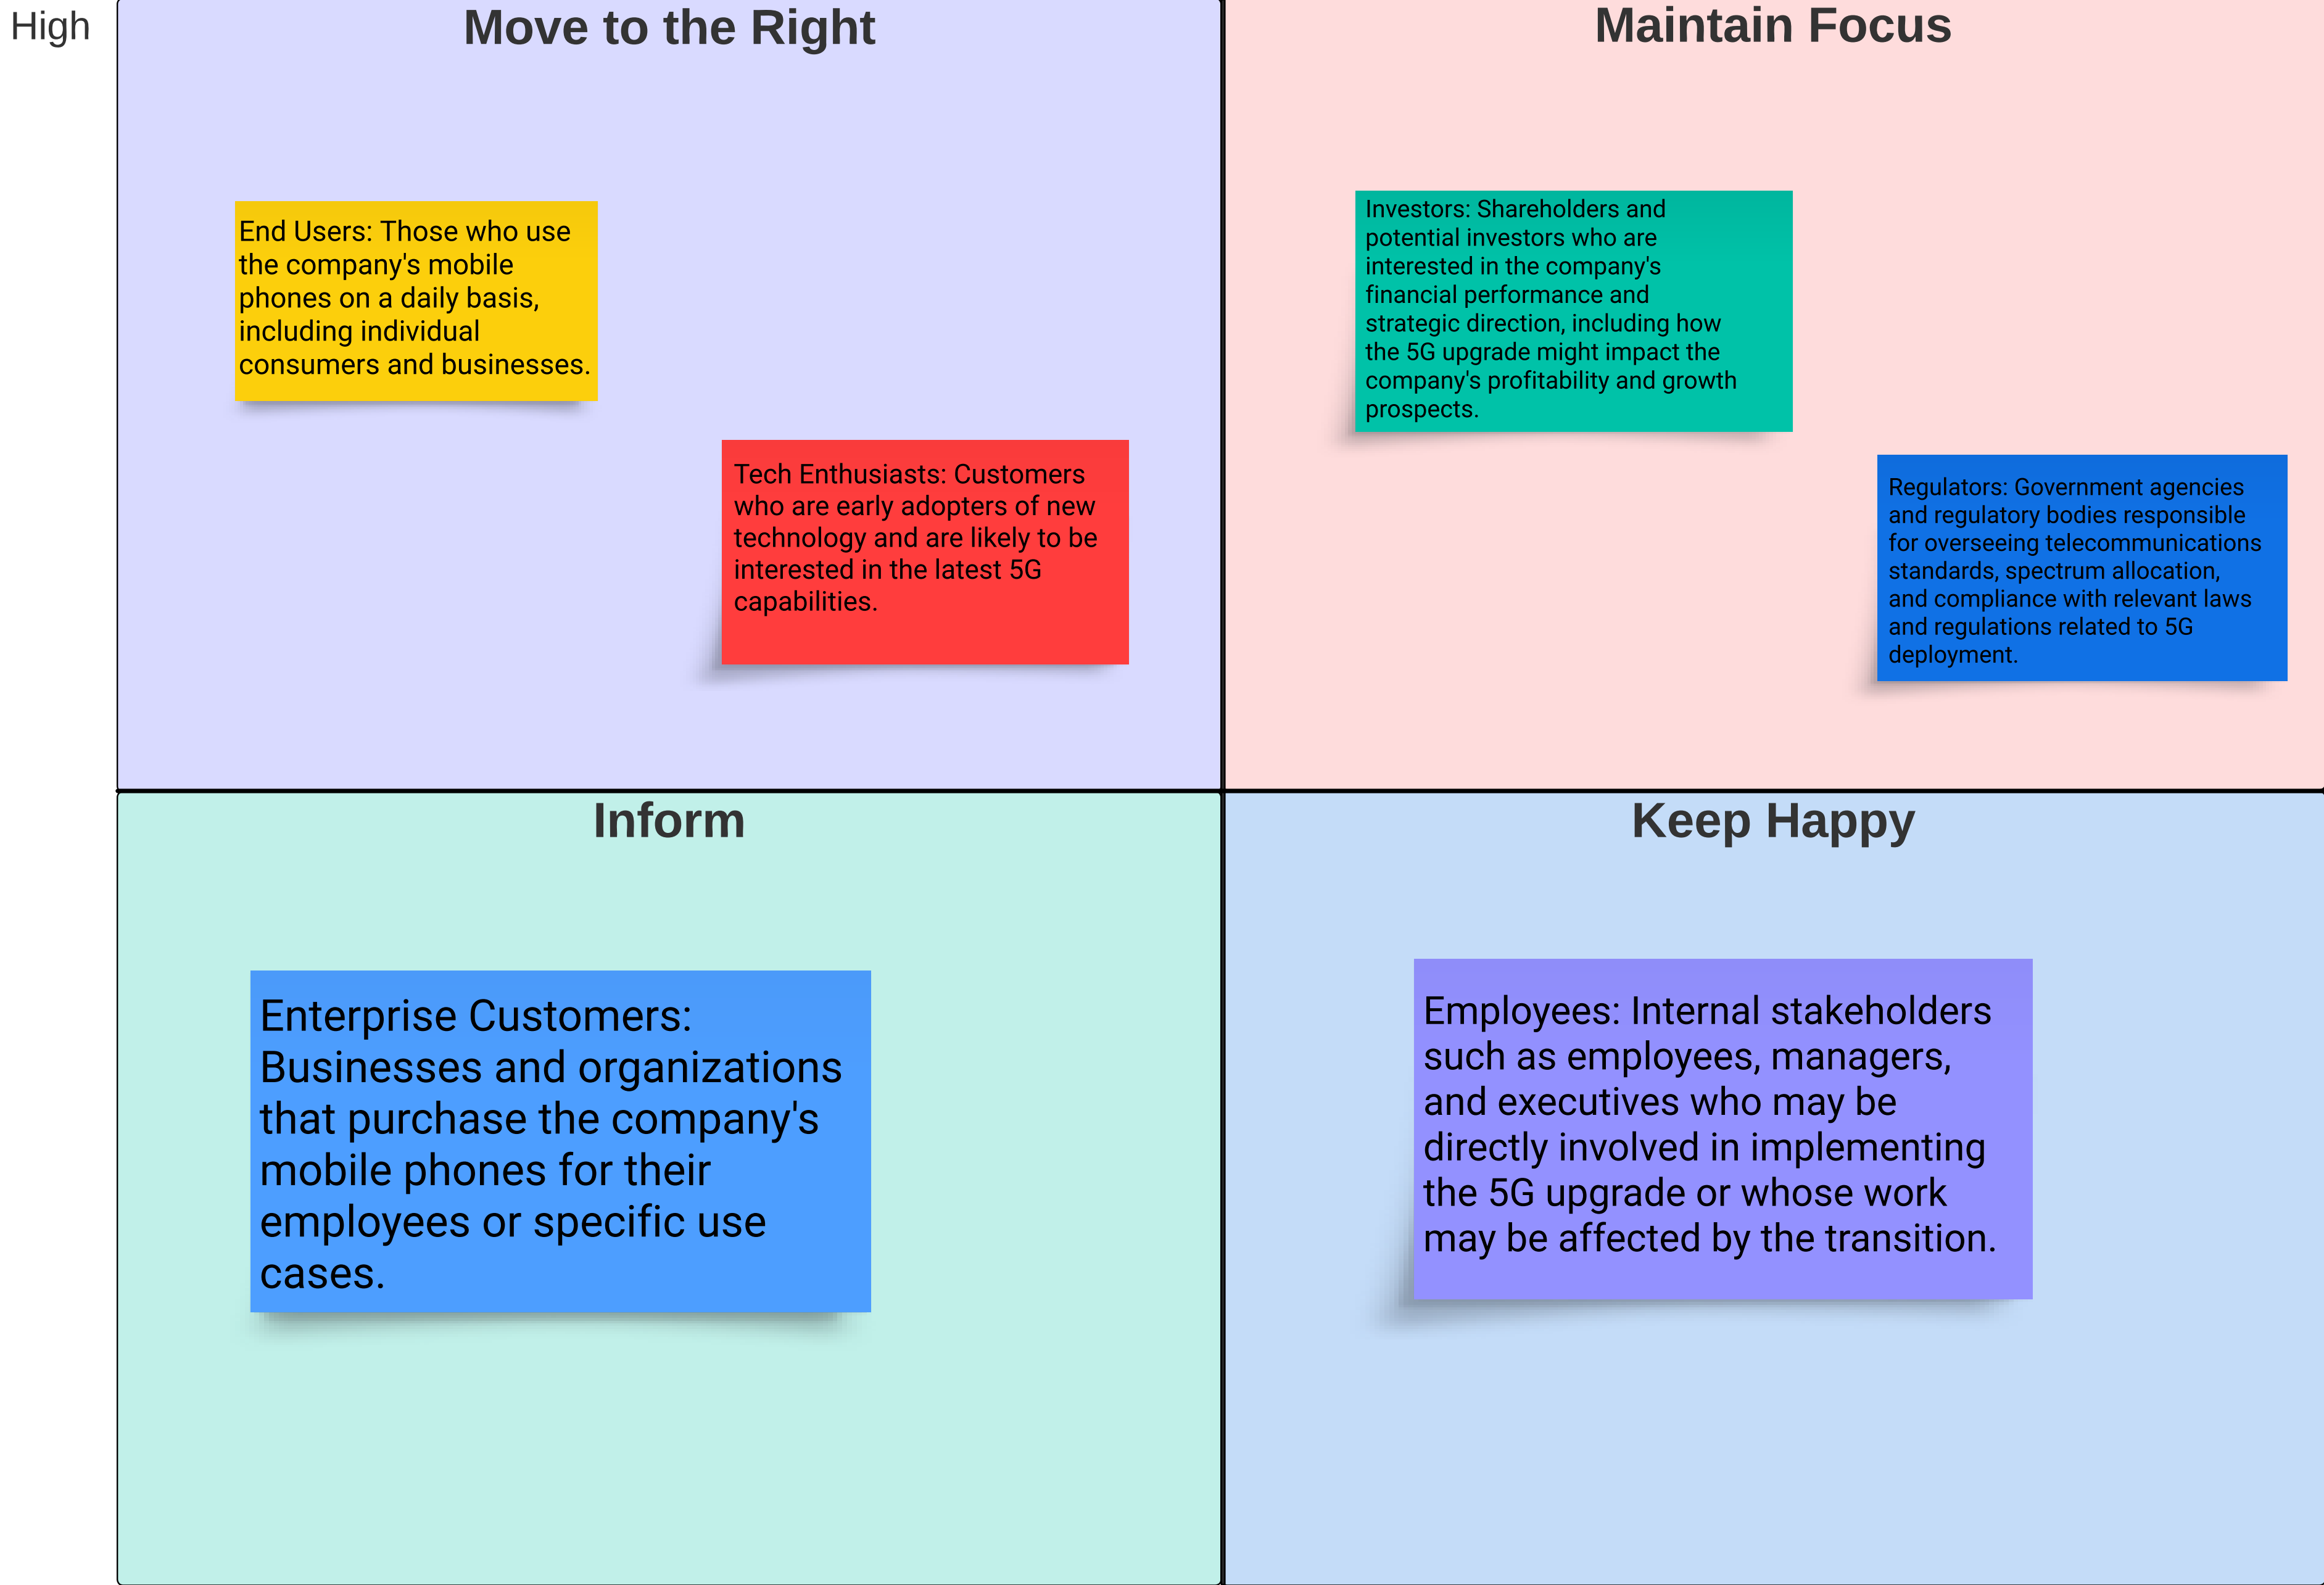 High
Move to the Right
End Users: Those who use
the company's mobile
phones on a daily basis,
including individual
consumers and businesses.
Tech Enthusiasts: Customers
who are early adopters of new
technology and are likely to be
interested in the latest 5G
capabilities.
Maintain Focus
Investors: Shareholders and
potential investors who are
interested in the company's
financial performance and
strategic direction, including how
the 5G upgrade might impact the
company's profitability and growth
prospects.
Regulators: Government agencies
and regulatory bodies responsible
for overseeing telecommunications
standards, spectrum allocation,
and compliance with relevant laws
and regulations related to 5G
deployment.
Inform
Enterprise Customers:
Businesses and organizations
that purchase the company's
mobile phones for their
employees or specific use
cases.
Keep Happy
Employees: Internal stakeholders
such as employees, managers,
and executives who may be
directly involved in implementing
the 5G upgrade or whose work
may be affected by the transition.